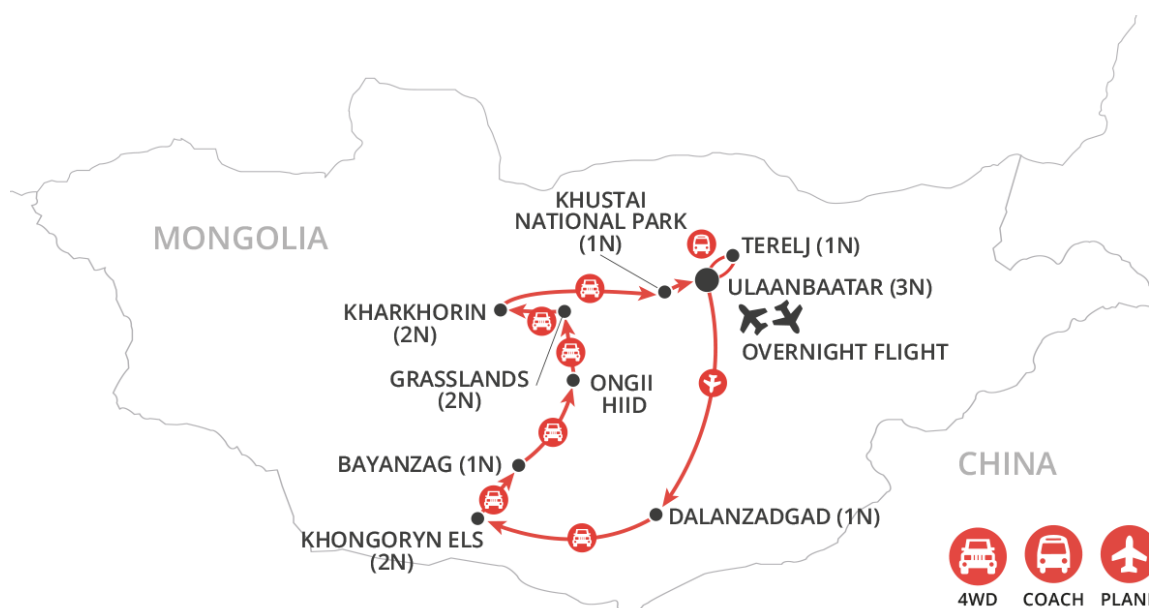 KHUSTAI
NATIONAL PARK
(1N)
MONGOLIA
TERELJ (1N)
ULAANBAATAR (3N)
KHARKHORIN
(2N)
OVERNIGHT FLIGHT
GRASSLANDS
(2N)
ONGII
HIID
BAYANZAG (1N)
CHINA
DALANZADGAD (1N)
KHONGORYN ELS
(2N)
4WD
COACH
PLANE